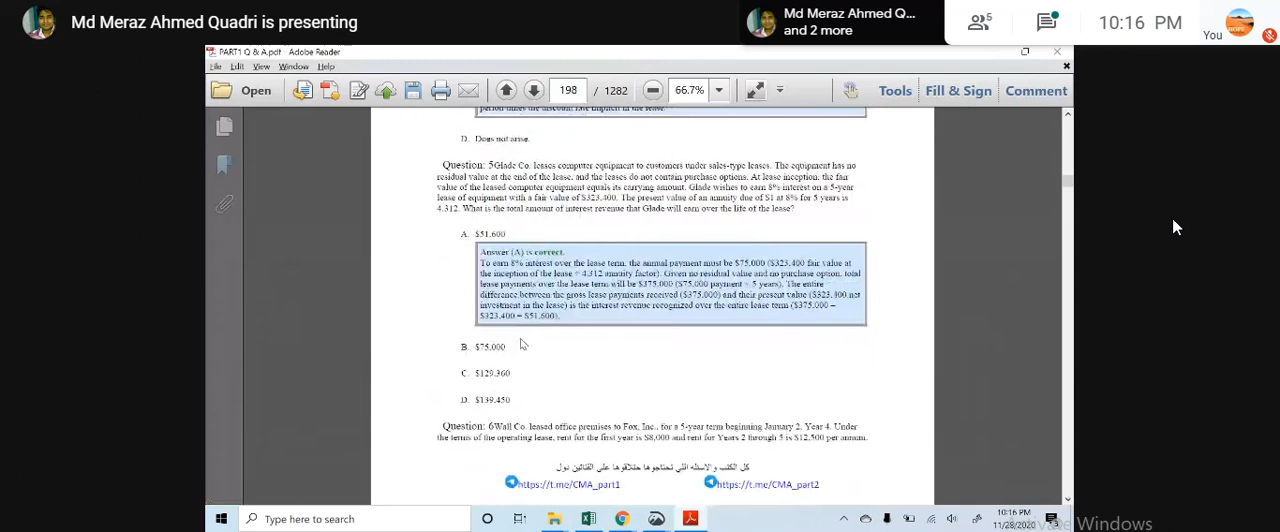 Md Meraz Ahmed Quadri is presenting
Md Meraz Ahmed Q...
and 2 more
5
10:16 PM
You
PART1 Q & A.pdf - Adobe Reader
File Edit View Window Help
Open
198 / 1282
66.7%
Tools Fill & Sign Comment
period times the discount rate implicit in the lease.
D. Does not arise.
Question: 5Glade Co. leases computer equipment to customers under sales-type leases. The equipment has no
residual value at the end of the lease, and the leases do not contain purchase options. At lease inception, the fair
value of the leased computer equipment equals its carrying amount. Glade wishes to earn 8% interest on a 5-year
lease of equipment with a fair value of $323,400. The present value of an annuity due of $1 at 8% for 5 years is
4.312. What is the total amount of interest revenue that Glade will earn over the life of the lease?
A. $51,600
Answer (A) is correct.
To earn 8% interest over the lease term, the annual payment must be $75,000 ($323,400 fair value at
the inception of the lease ÷ 4.312 annuity factor). Given no residual value and no purchase option, total
lease payments over the lease term will be $375,000 ($75,000 payment × 5 years). The entire
difference between the gross lease payments received ($375,000) and their present value ($323,400 net
investment in the lease) is the interest revenue recognized over the entire lease term ($375,000 –
$323,400 = $51,600).
B. $75,000
C. $129,360
D. $139,450
Question: 6Wall Co. leased office premises to Fox, Inc., for a 5-year term beginning January 2, Year 4. Under
the terms of the operating lease, rent for the first year is $8,000 and rent for Years 2 through 5 is $12,500 per annum.
كل الكتب والاسئله اللي تحتاجوها حتلاقوها على القناتين دول
https://t.me/CMA_part1 https://t.me/CMA_part2
Type here to search
10:16 PM
11/28/2020
Activate Windows